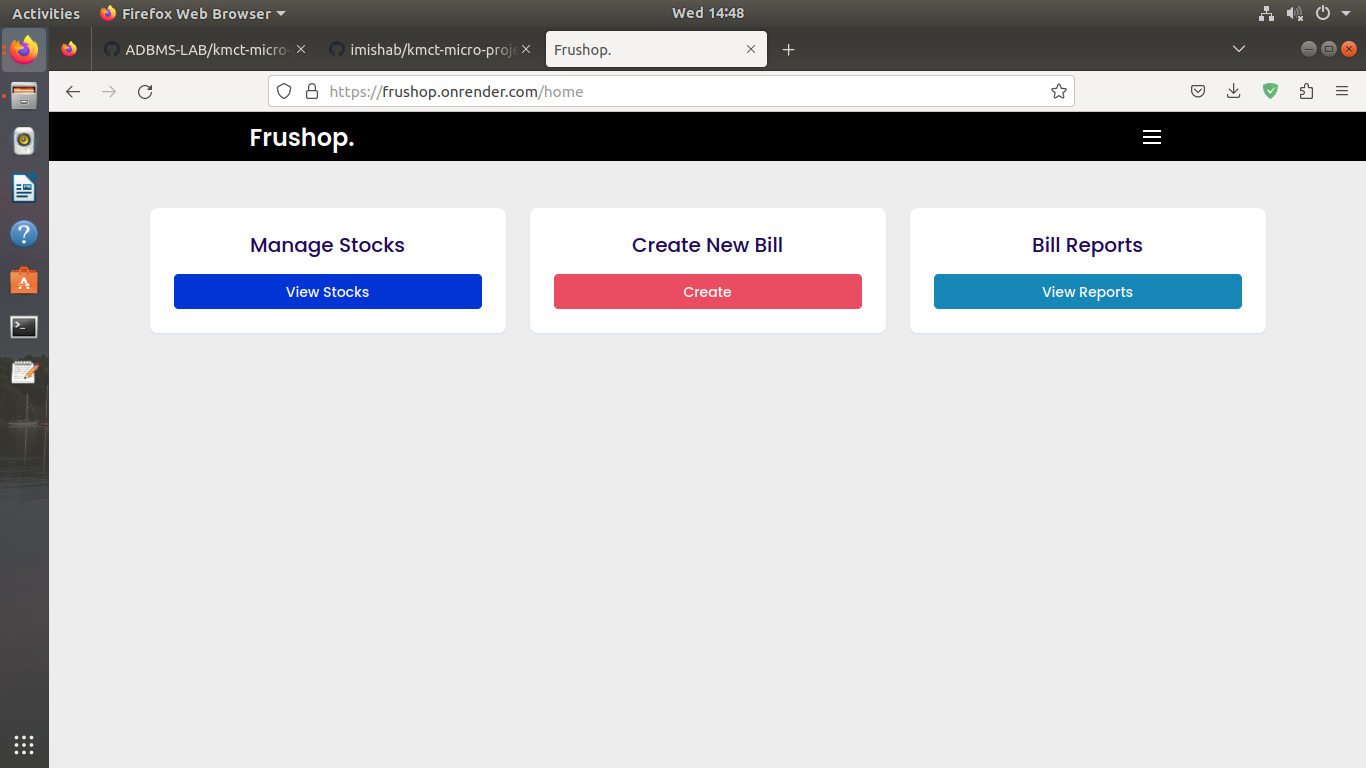 Activities
Firefox Web Browser
Wed 14:48
ADBMS-LAB/kmct-micro-
imishab/kmct-micro-proje
Frushop.
https://frushop.onrender.com/home
Frushop.
Manage Stocks
Create New Bill
Bill Reports
View Stocks
Create
View Reports